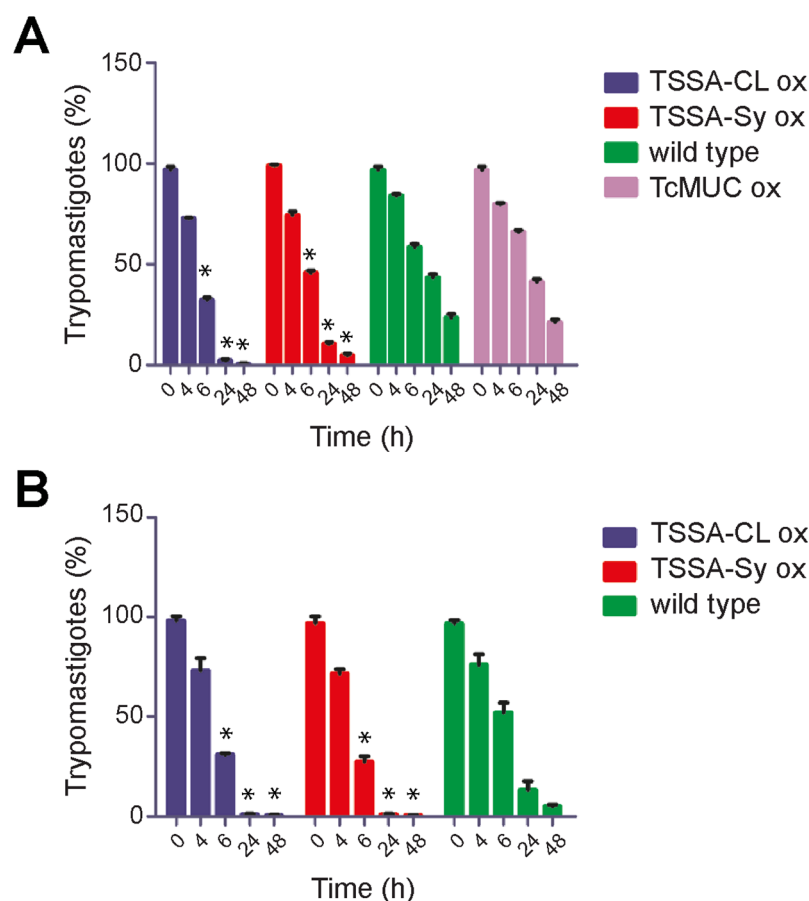 A
150
100
50
0
Trypomastigotes (%)
* * * * * *
0 4 6 24 48 0 4 6 24 48 0 4 6 24 48 0 4 6 24 48
Time (h)
TSSA-CL ox
TSSA-Sy ox
wild type
TcMUC ox
B
150
100
50
0
Trypomastigotes (%)
* * * * * *
0 4 6 24 48 0 4 6 24 48 0 4 6 24 48
Time (h)
TSSA-CL ox
TSSA-Sy ox
wild type